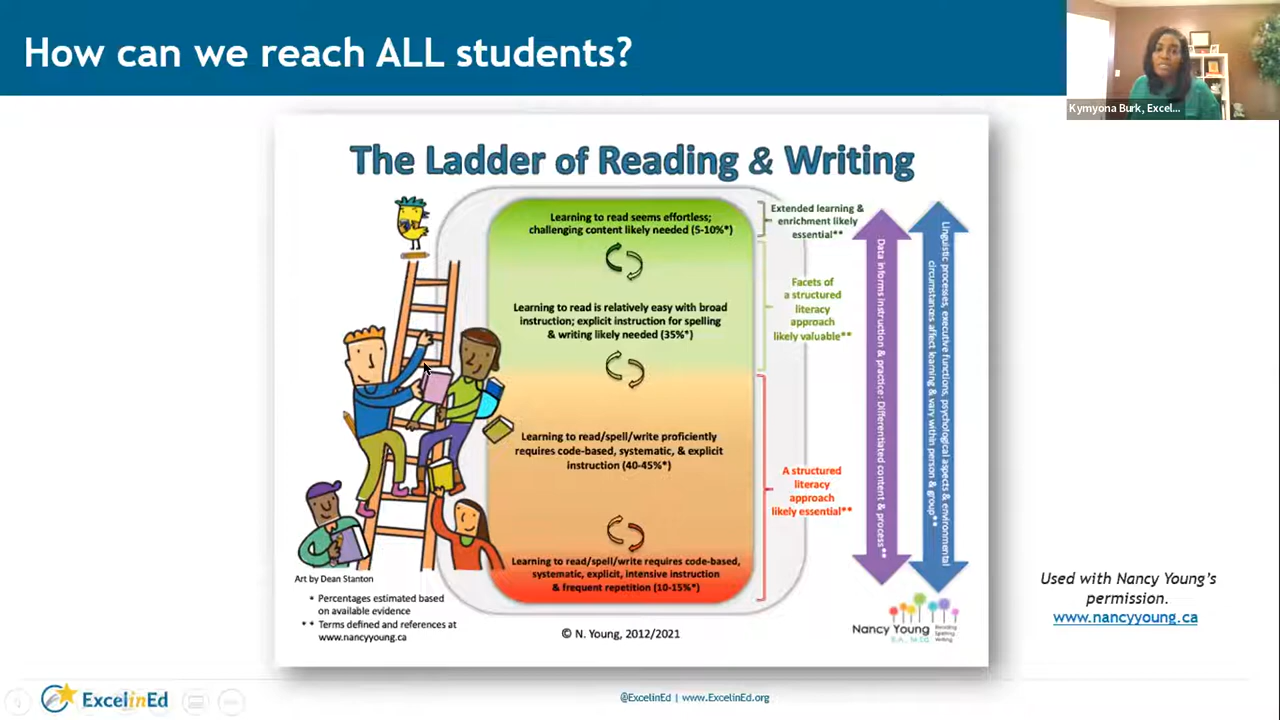 How can we reach ALL students?
Kymyona Burk, Excel...
The Ladder of Reading & Writing
Learning to read seems effortless;
challenging content likely needed (5-10%*)
Learning to read is relatively easy with broad
instruction; explicit instruction for spelling
& writing likely needed (35%*)
Learning to read/spell/write proficiently
requires code-based, systematic, & explicit
instruction (40-45%*)
Learning to read/spell/write requires code-based,
systematic, explicit, intensive instruction
& frequent repetition (10-15%*)
Extended learning &
enrichment likely
essential**
Facets of
a structured
literacy
approach
likely valuable**
A structured
literacy
approach
likely essential**
Data informs instruction & practice: Differentiated content & process**
Linguistic processes, executive functions, psychological aspects & environmental
circumstances affect learning & vary within person & group**
Art by Dean Stanton
* Percentages estimated based
on available evidence
** Terms defined and references at
www.nancyyoung.ca
© N. Young, 2012/2021
Nancy Young
B.A., M.Ed.
Reading
Spelling
Writing
Used with Nancy Young's
permission.
www.nancyyoung.ca
ExcelinEd
@ExcelinEd | www.ExcelinEd.org